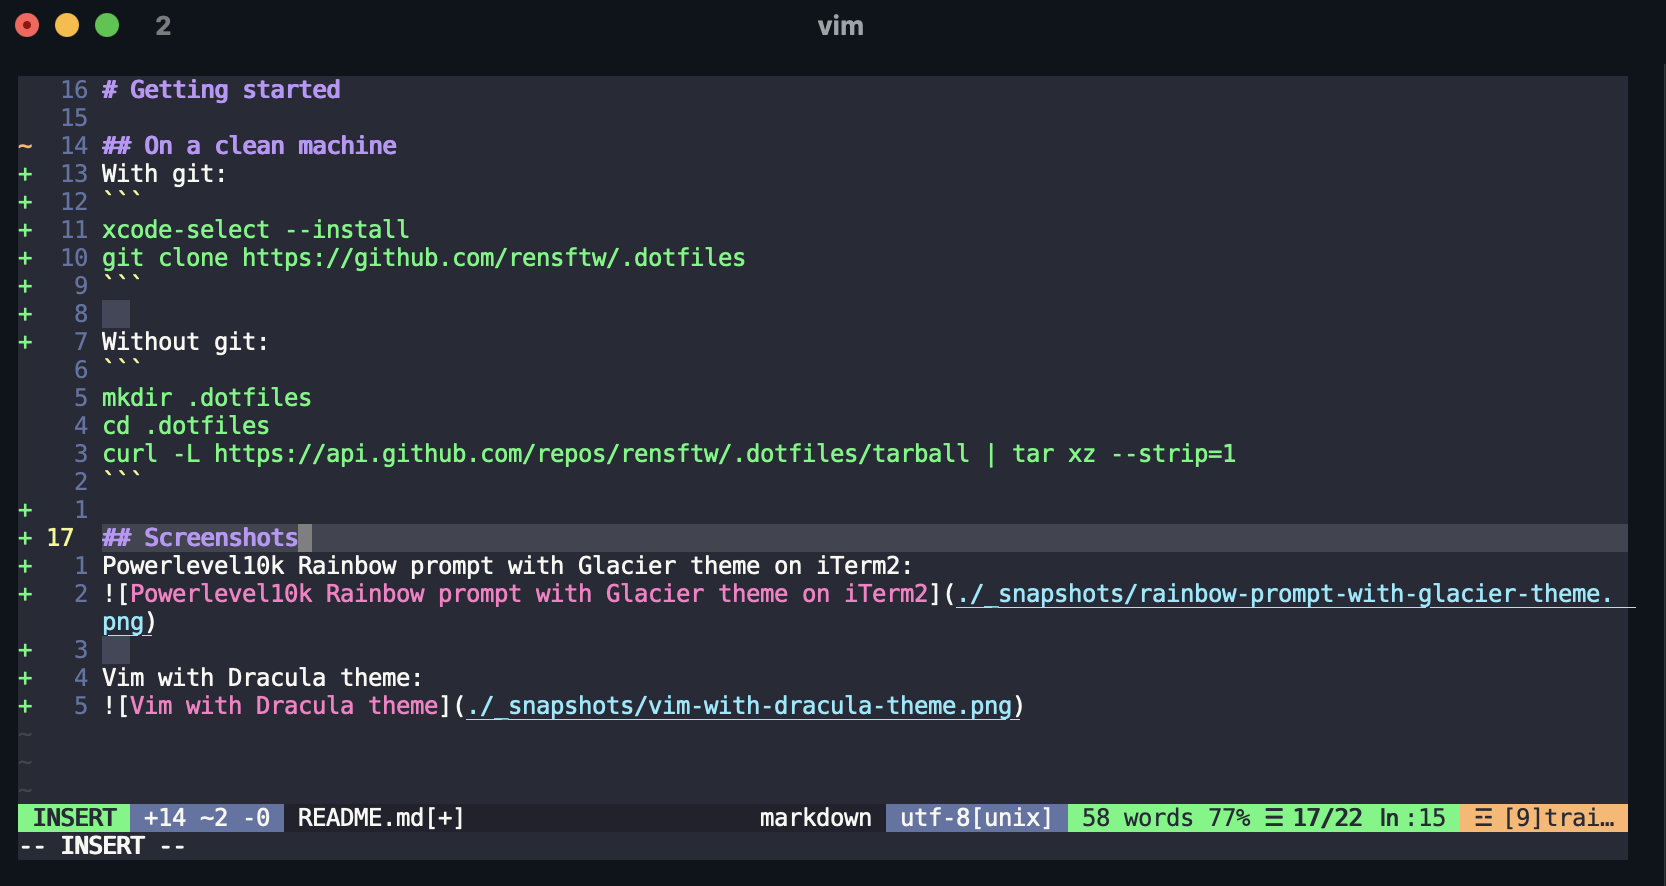 2 vim
16 # Getting started
15
~ 14 ## On a clean machine
+ 13 With git:
+ 12 ```
+ 11 xcode-select --install
+ 10 git clone https://github.com/rensftw/.dotfiles
+ 9 ```
+ 8
+ 7 Without git:
6 ```
5 mkdir .dotfiles
4 cd .dotfiles
3 curl -L https://api.github.com/repos/rensftw/.dotfiles/tarball | tar xz --strip=1
2 ```
+ 1
+ 17 ## Screenshots
+ 1 Powerlevel10k Rainbow prompt with Glacier theme on iTerm2:
+ 2 ![Powerlevel10k Rainbow prompt with Glacier theme on iTerm2](./_snapshots/rainbow-prompt-with-glacier-theme.
png)
+ 3
+ 4 Vim with Dracula theme:
+ 5 ![Vim with Dracula theme](./_snapshots/vim-with-dracula-theme.png)
~
~
~
INSERT +14 ~2 -0 README.md[+] markdown utf-8[unix] 58 words 77% ☰ 17/22 ln:15 ☲ [9]trai…
-- INSERT --